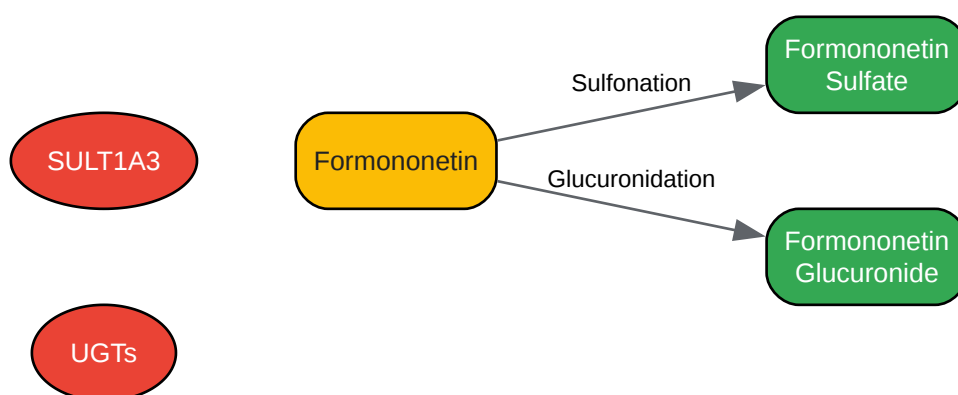 Formononetin
Sulfate
Sulfonation
SULT1A3
Formononetin
Glucuronidation
Formononetin
Glucuronide
UGTs